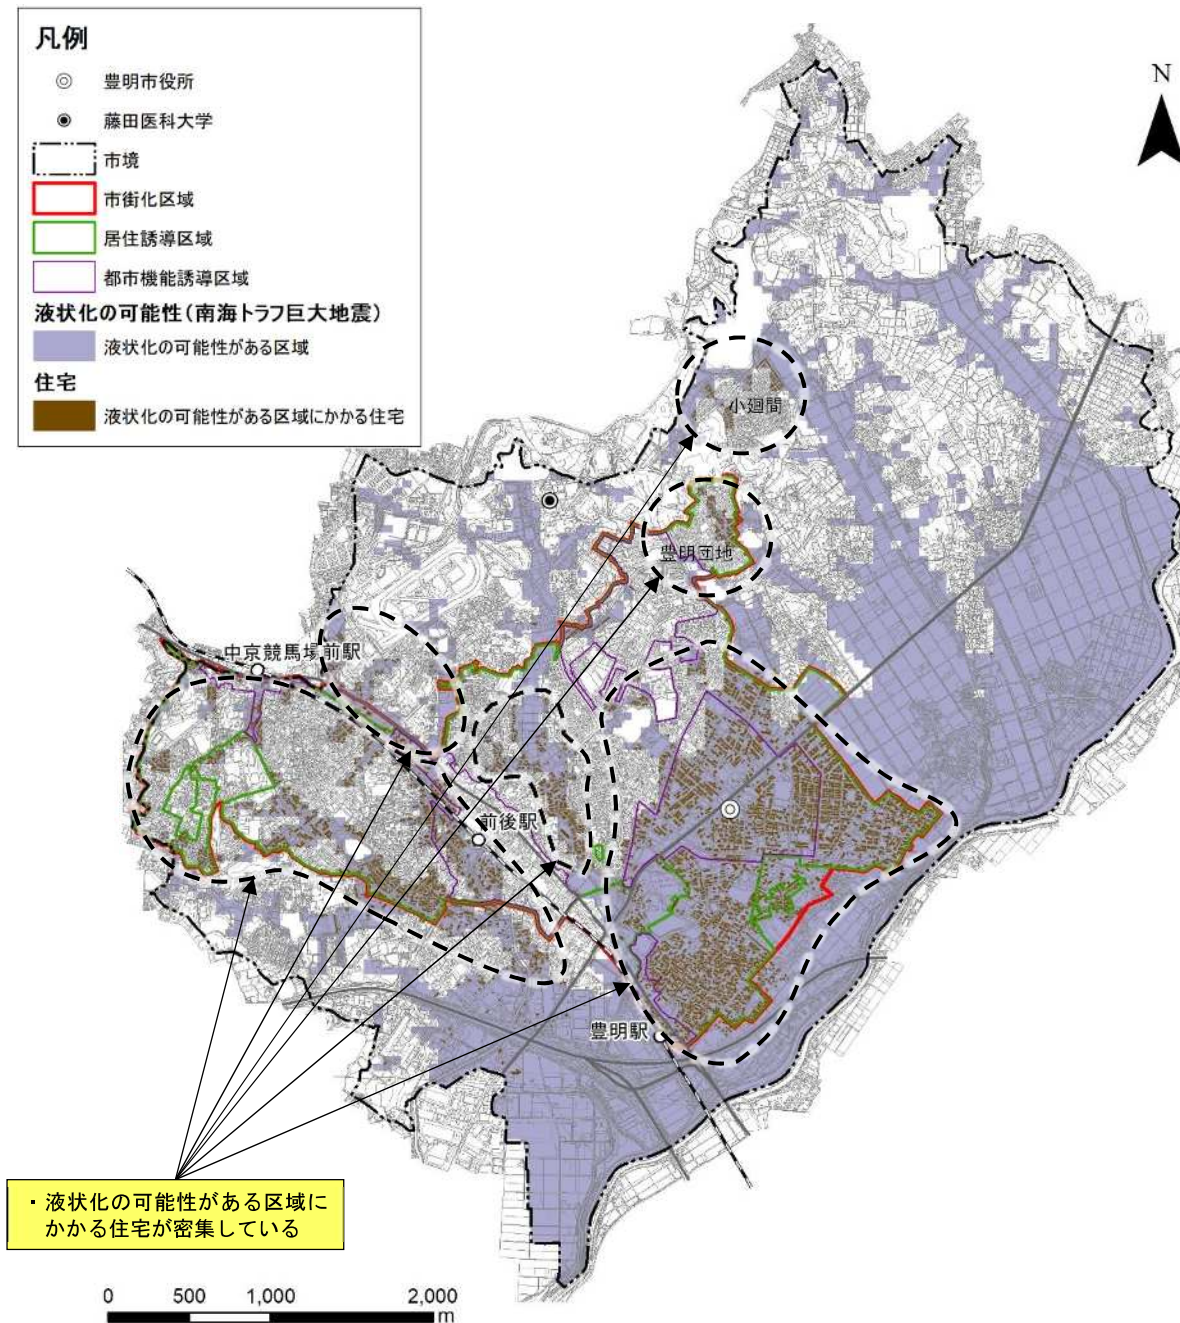 凡例
豊明市役所
藤田医科大学
市境
市街化区域
居住誘導区域
都市機能誘導区域
液状化の可能性(南海トラフ巨大地震)
液状化の可能性がある区域
住宅
液状化の可能性がある区域にかかる住宅
N
小廻間
豊明団地
中京競馬場前駅
前後駅
豊明駅
・液状化の可能性がある区域に
かかる住宅が密集している
0 500 1,000 2,000
m